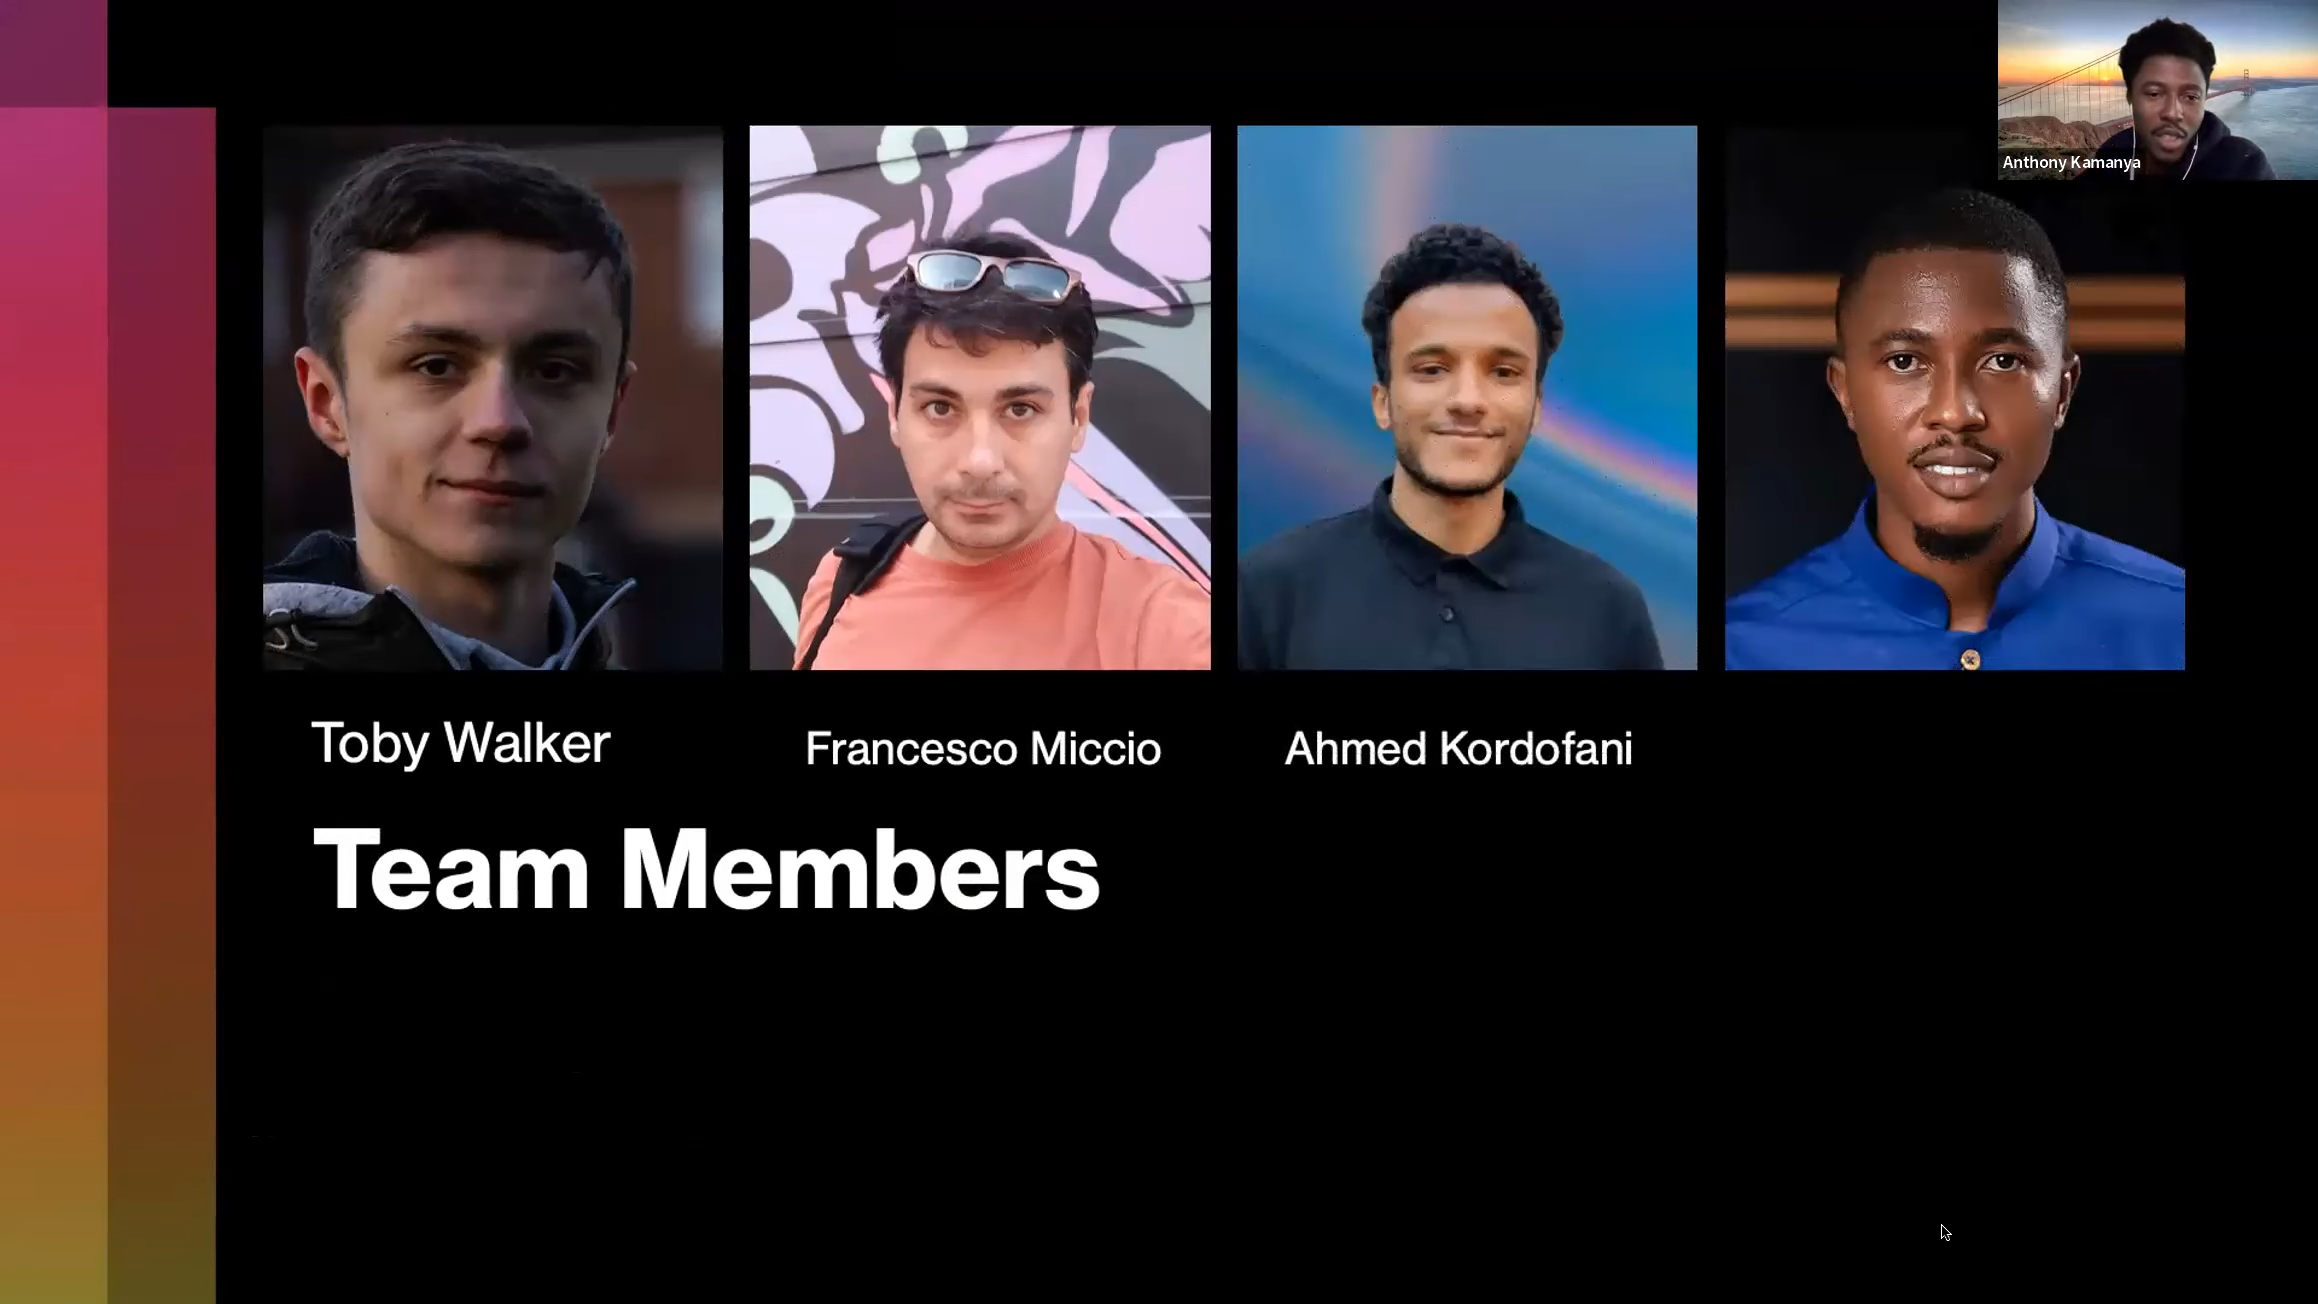 Anthony Kamanya
Toby Walker
Francesco Miccio
Ahmed Kordofani
Team Members